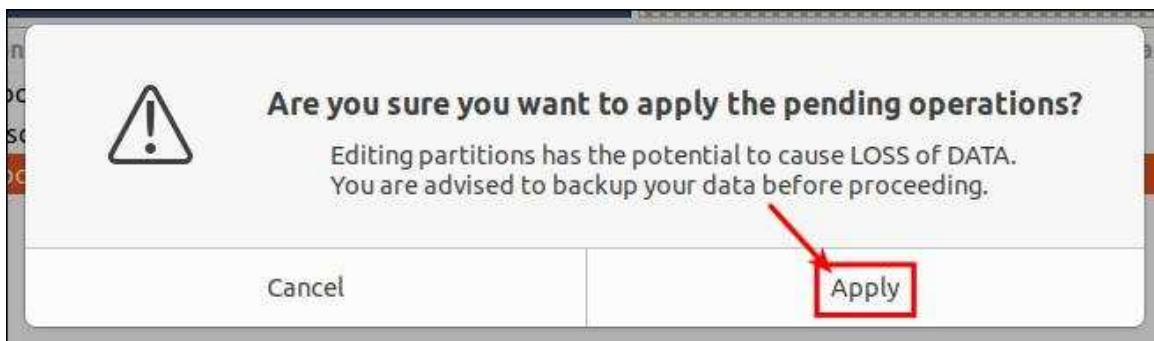 Are you sure you want to apply the pending operations?
Editing partitions has the potential to cause LOSS of DATA.
You are advised to backup your data before proceeding.
Cancel
Apply